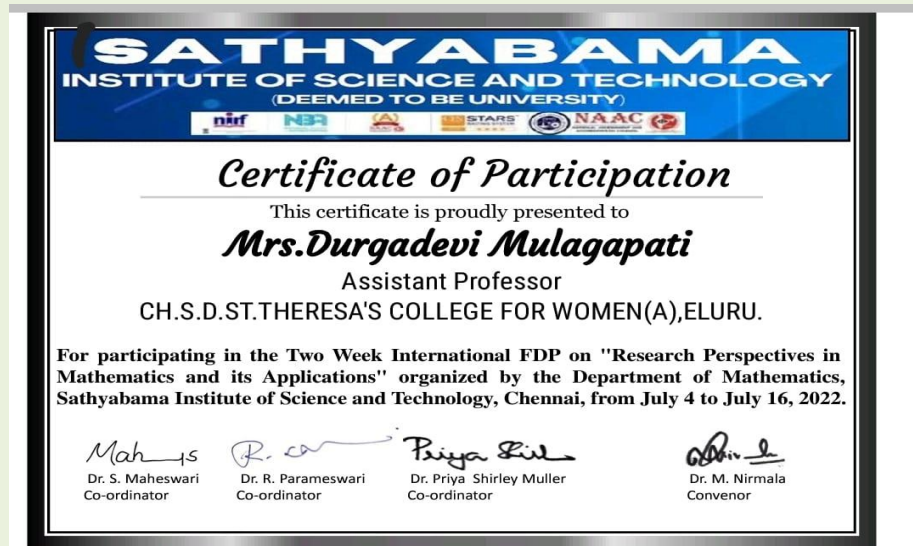 SATHYABAMA
INSTITUTE OF SCIENCE AND TECHNOLOGY
(DEEMED TO BE UNIVERSITY)
nirf NBA STARS NAAC
Certificate of Participation
This certificate is proudly presented to
Mrs.Durgadevi Mulagapati
Assistant Professor
CH.S.D.ST.THERESA'S COLLEGE FOR WOMEN(A),ELURU.
For participating in the Two Week International FDP on "Research Perspectives in
Mathematics and its Applications" organized by the Department of Mathematics,
Sathyabama Institute of Science and Technology, Chennai, from July 4 to July 16, 2022.
Dr. S. Maheswari Dr. R. Parameswari Dr. Priya Shirley Muller Dr. M. Nirmala
Co-ordinator Co-ordinator Co-ordinator Convenor